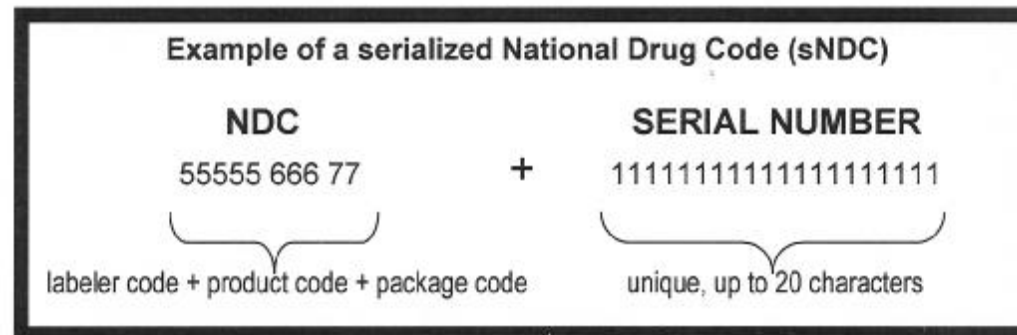 Example of a serialized National Drug Code (sNDC)
NDC SERIAL NUMBER
55555 666 77 + 11111111111111111111
labeler code + product code + package code unique, up to 20 characters